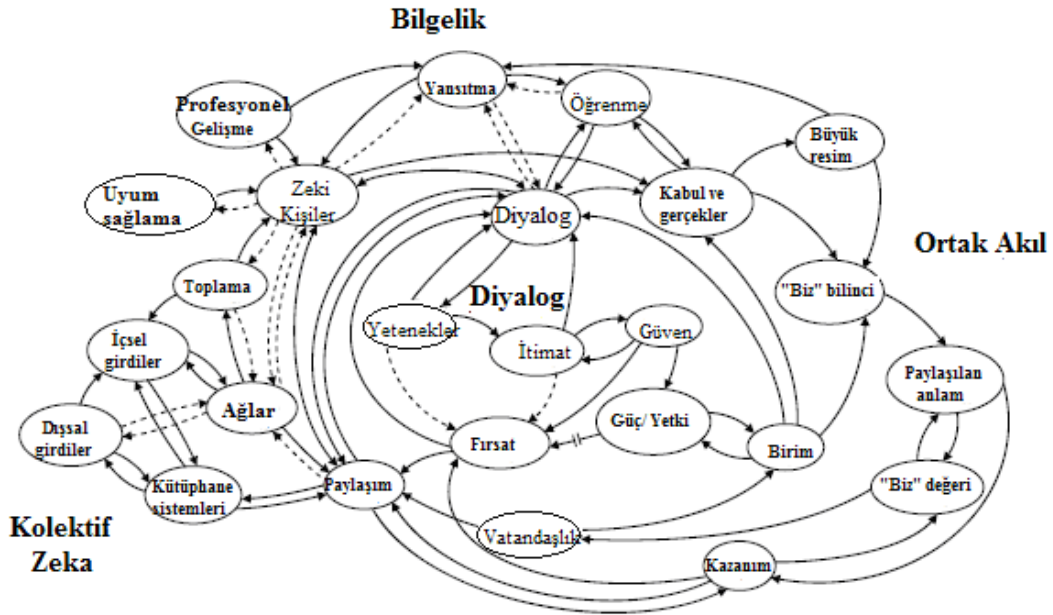 Bilgelik
Yansıtma
Profesyonel
Gelişme
Öğrenme
Büyük
resim
Uyum
sağlama
Zeki
Kişiler
Kabul ve
gerçekler
Diyalog
Ortak Akıl
Toplama
"Biz" bilinci
Diyalog
Yetenekler
Güven
İtimat
İçsel
girdiler
Paylaşılan
anlam
Ağlar
Güç/ Yetki
Dışsal
girdiler
Fırsat
Birim
Kütüphane
sistemleri
Paylaşım
"Biz" değeri
Kolektif
Zeka
Vatandaşlık
Kazanım